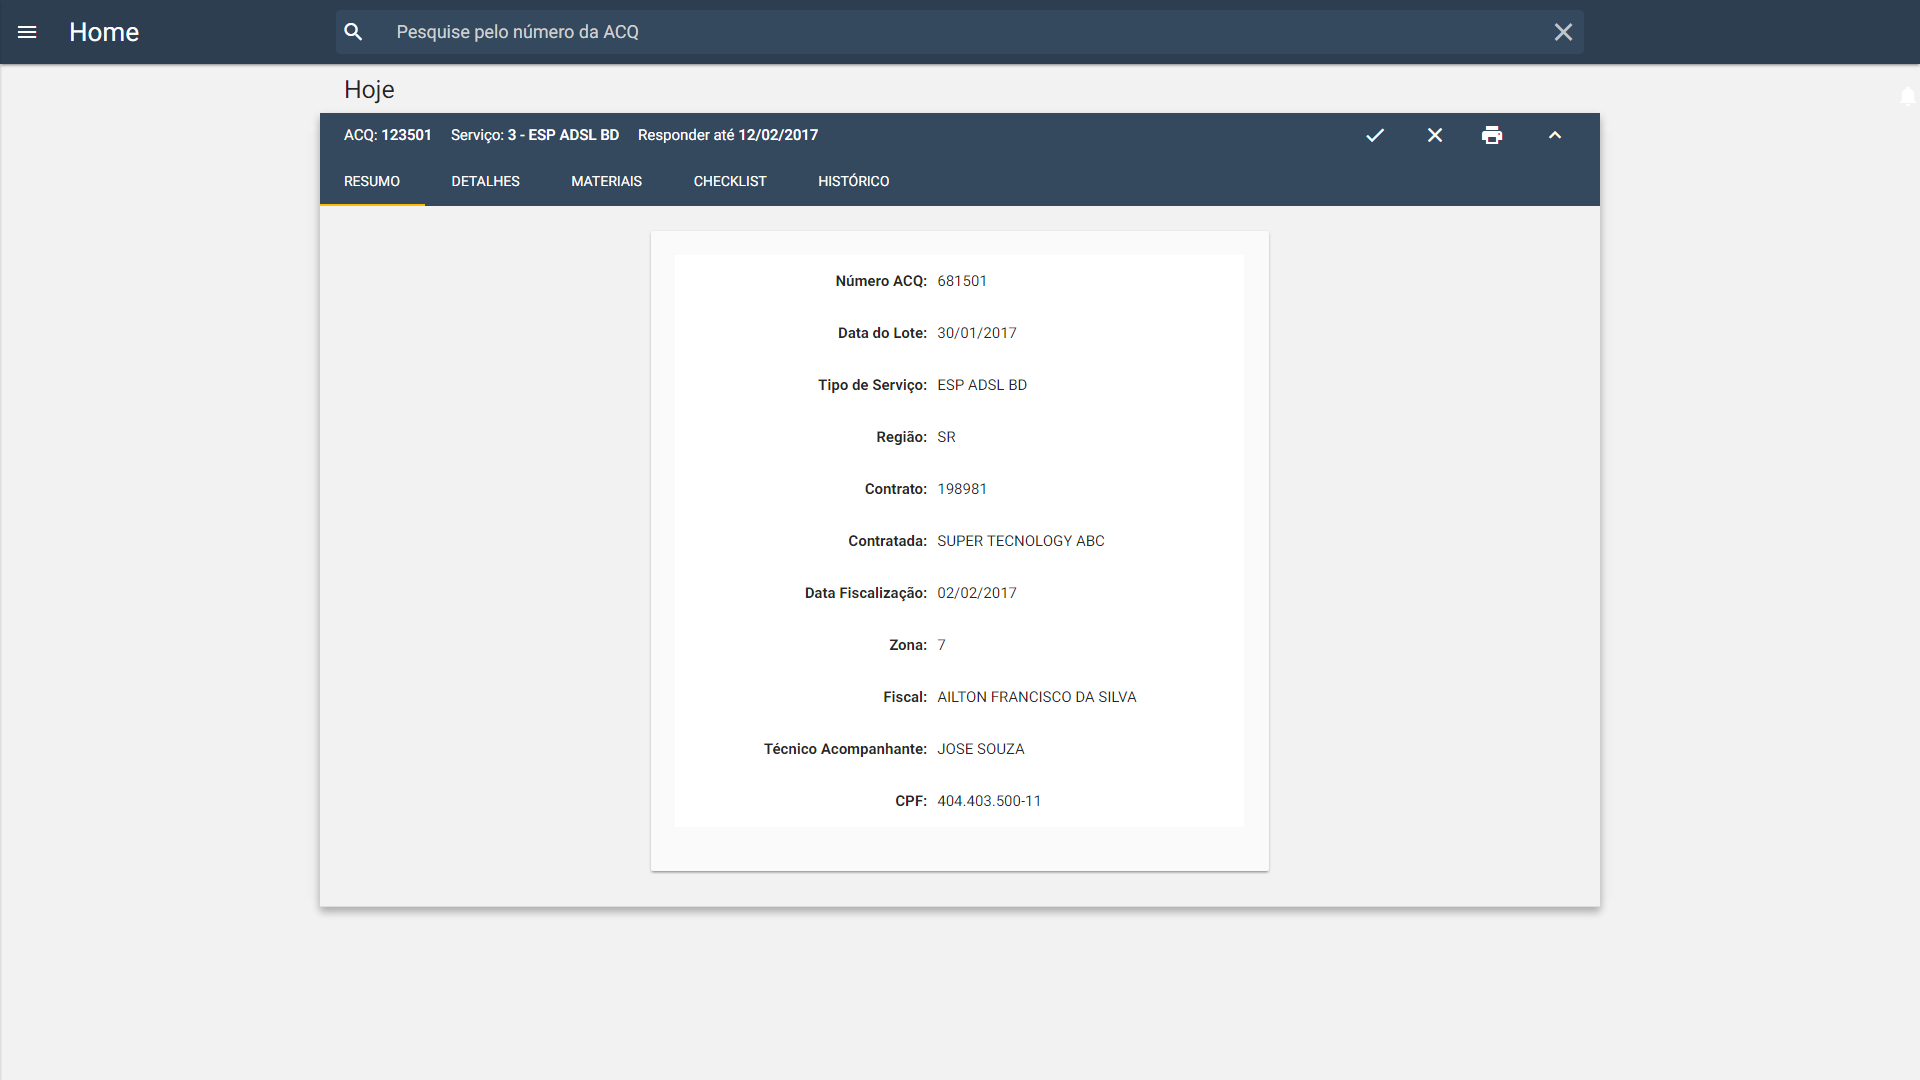 Home
Pesquise pelo número da ACQ
Hoje
ACQ: 123501 Serviço: 3 - ESP ADSL BD Responder até 12/02/2017
RESUMO DETALHES MATERIAIS CHECKLIST HISTÓRICO
Número ACQ: 681501
Data do Lote: 30/01/2017
Tipo de Serviço: ESP ADSL BD
Região: SR
Contrato: 198981
Contratada: SUPER TECNOLOGY ABC
Data Fiscalização: 02/02/2017
Zona: 7
Fiscal: AILTON FRANCISCO DA SILVA
Técnico Acompanhante: JOSE SOUZA
CPF: 404.403.500-11